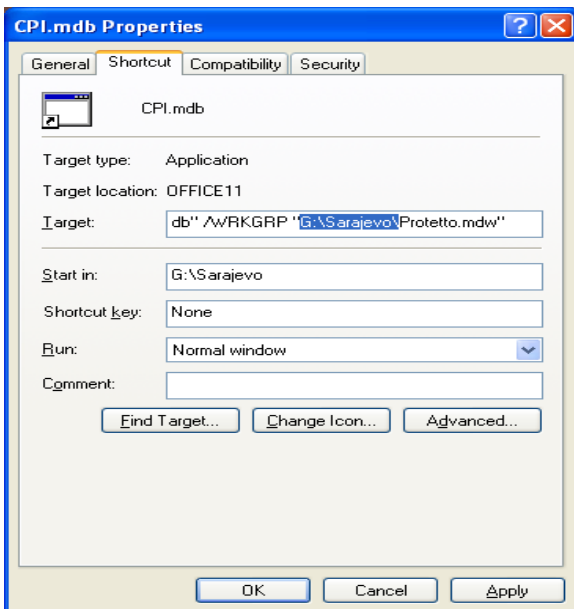 CPI.mdb Properties
General Shortcut Compatibility Security
CPI.mdb
Target type: Application
Target location: OFFICE11
Target: db" /WRKGRP "G:\Sarajevo\Protetto.mdw"
Start in: G:\Sarajevo
Shortcut key: None
Run: Normal window
Comment:
Find Target... Change Icon... Advanced...
OK Cancel Apply